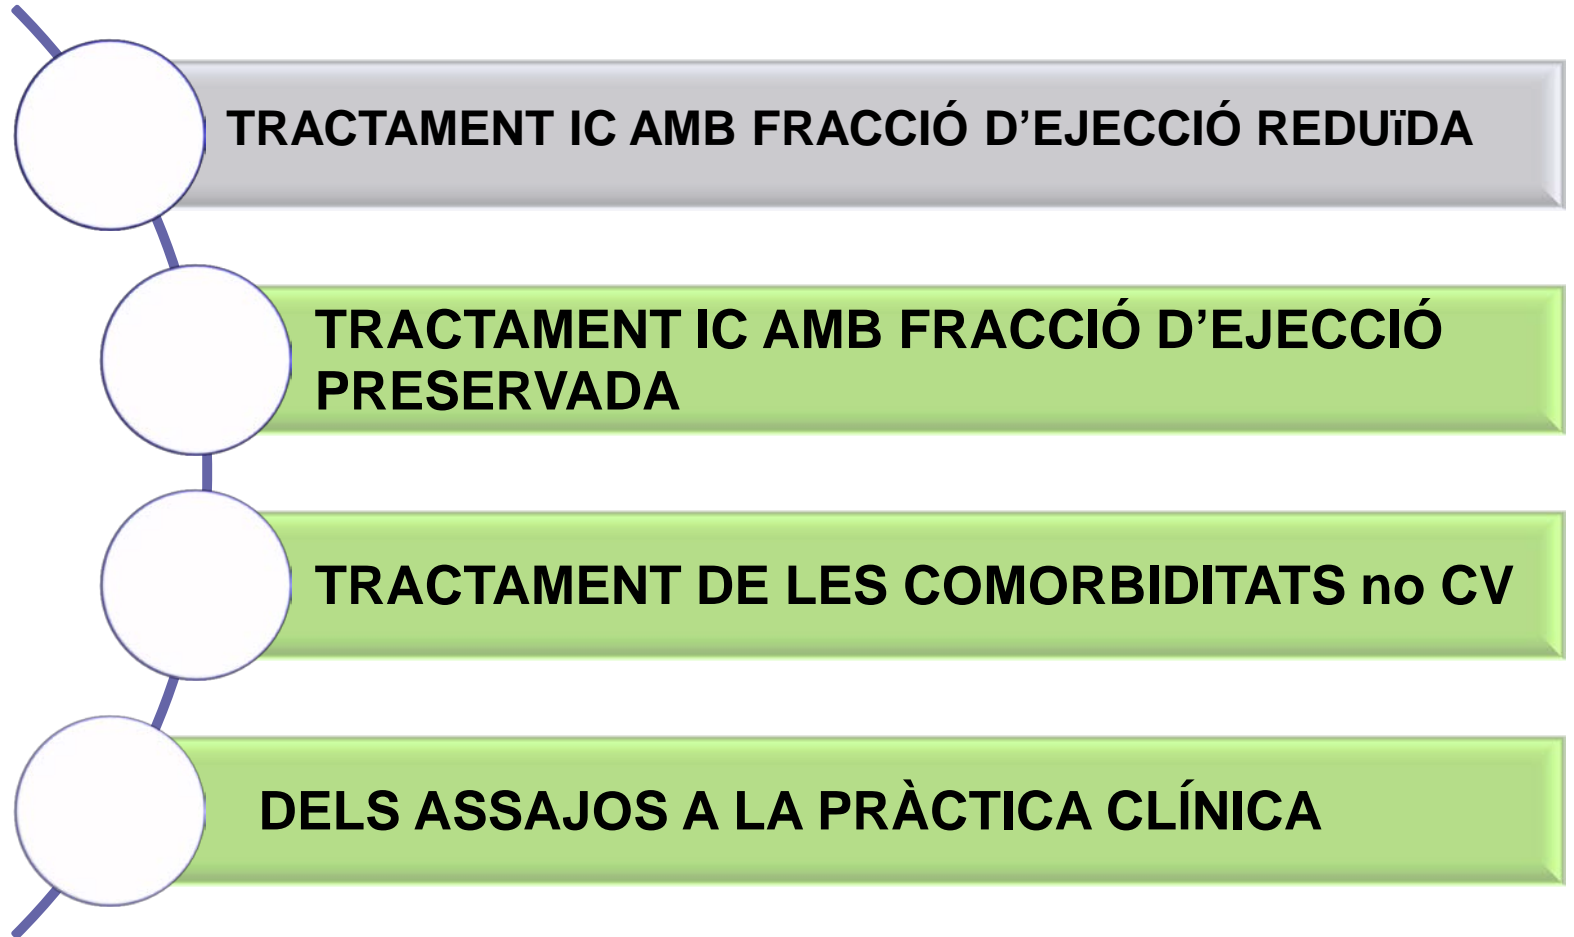 TRACTAMENT IC AMB FRACCIÓ D’EJECCIÓ REDUïDA
TRACTAMENT IC AMB FRACCIÓ D’EJECCIÓ
PRESERVADA
TRACTAMENT DE LES COMORBIDITATS no CV
DELS ASSAJOS A LA PRÀCTICA CLÍNICA